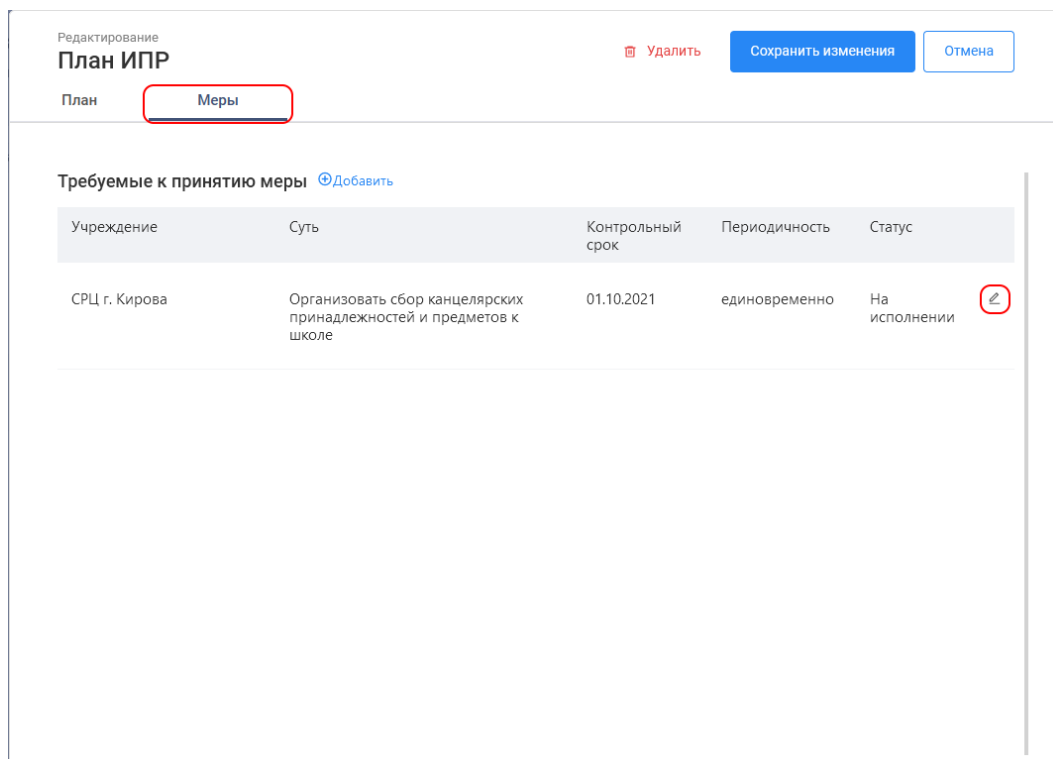 Редактирование
План ИПР
Удалить
Сохранить изменения
Отмена
План
Меры
Требуемые к принятию меры
Добавить
Учреждение
Суть
Контрольный
срок
Периодичность
Статус
СРЦ г. Кирова
Организовать сбор канцелярских
принадлежностей и предметов к
школе
01.10.2021
единовременно
На
исполнении